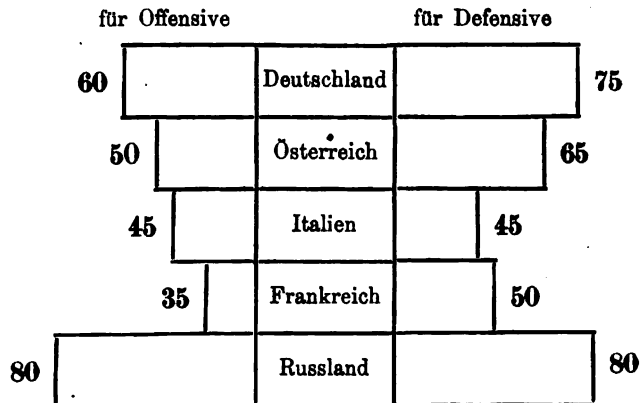 für Offensive für Defensive
60 Deutschland 75
50 Österreich 65
45 Italien 45
35 Frankreich 50
80 Russland 80